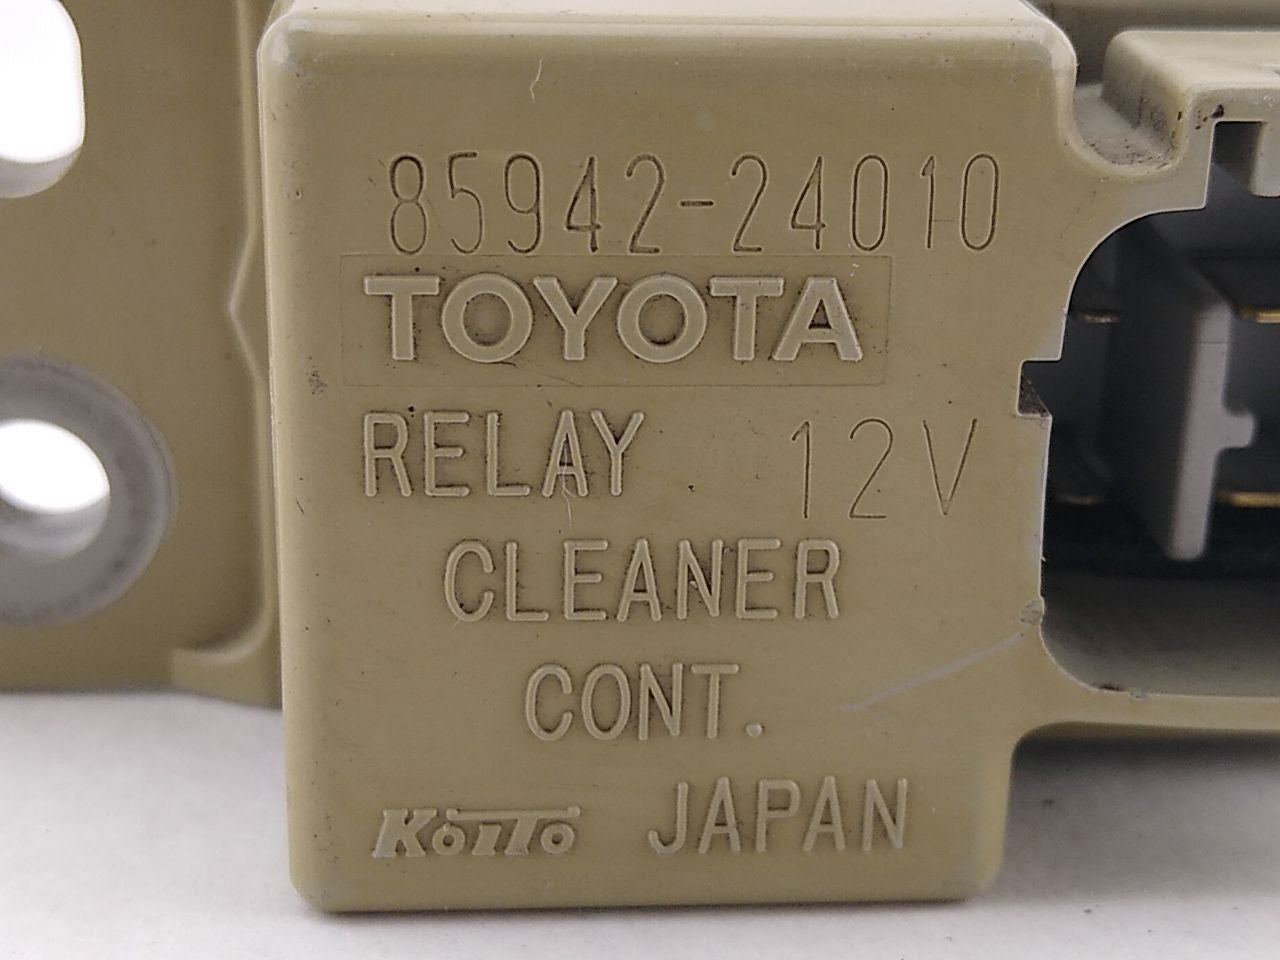 85942-24010
TOYOTA
RELAY 12V
CLEANER
CONT.
KOITO JAPAN